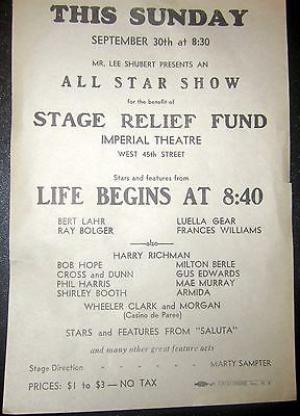 THIS SUNDAY
SEPTEMBER 30th at 8:30
MR. LEE SHUBERT PRESENTS AN
ALL STAR SHOW
for the benefit of
STAGE RELIEF FUND
IMPERIAL THEATRE
WEST 45th STREET
Stars and features from
LIFE BEGINS AT 8:40
BERT LAHR LUELLA GEAR
RAY BOLGER FRANCES WILLIAMS
also
HARRY RICHMAN
BOB HOPE MILTON BERLE
CROSS and DUNN GUS EDWARDS
PHIL HARRIS MAE MURRAY
SHIRLEY BOOTH ARMIDA
WHEELER CLARK and MORGAN
(Casino de Paree)
STARS and FEATURES FROM "SALUTA"
and many other great feature acts
Stage Direction MARTY SAMPTER
PRICES: $1 to $3 — NO TAX